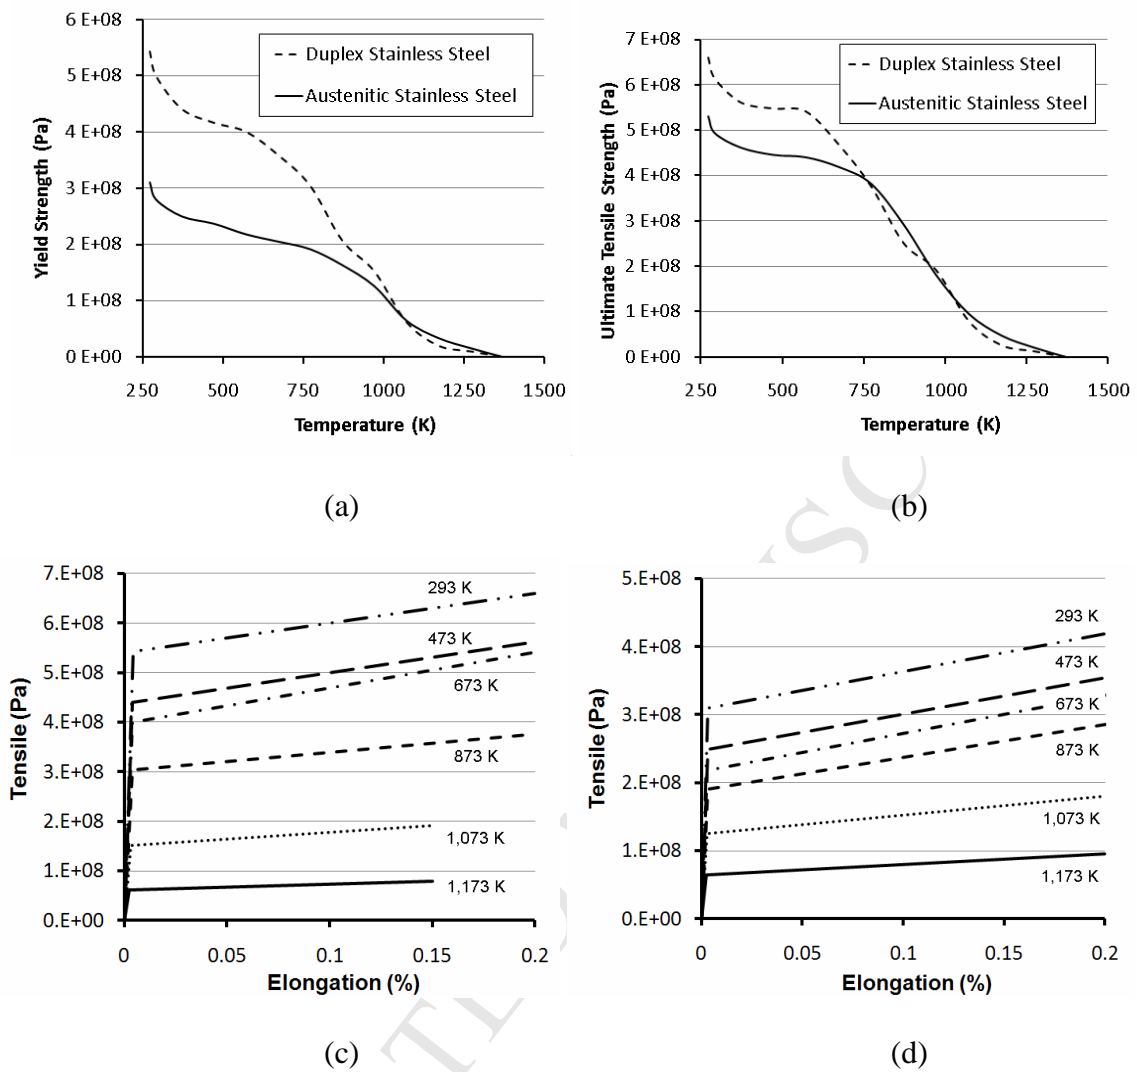 6 E+08
5 E+08
4 E+08
3 E+08
2 E+08
1 E+08
0 E+00
Yield Strength (Pa)
Duplex Stainless Steel
Austenitic Stainless Steel
250 500 750 1000 1250 1500
Temperature (K)
(a)
7 E+08
6 E+08
5 E+08
4 E+08
3 E+08
2 E+08
1 E+08
0 E+00
Ultimate Tensile Strength (Pa)
Duplex Stainless Steel
Austenitic Stainless Steel
250 500 750 1000 1250 1500
Temperature (K)
(b)
7.E+08
6.E+08
5.E+08
4.E+08
3.E+08
2.E+08
1.E+08
0.E+00
Tensile (Pa)
293 K
473 K
673 K
873 K
1,073 K
1,173 K
0 0.05 0.1 0.15 0.2
Elongation (%)
(c)
5.E+08
4.E+08
3.E+08
2.E+08
1.E+08
0.E+00
Tensile (Pa)
293 K
473 K
673 K
873 K
1,073 K
1,173 K
0 0.05 0.1 0.15 0.2
Elongation (%)
(d)